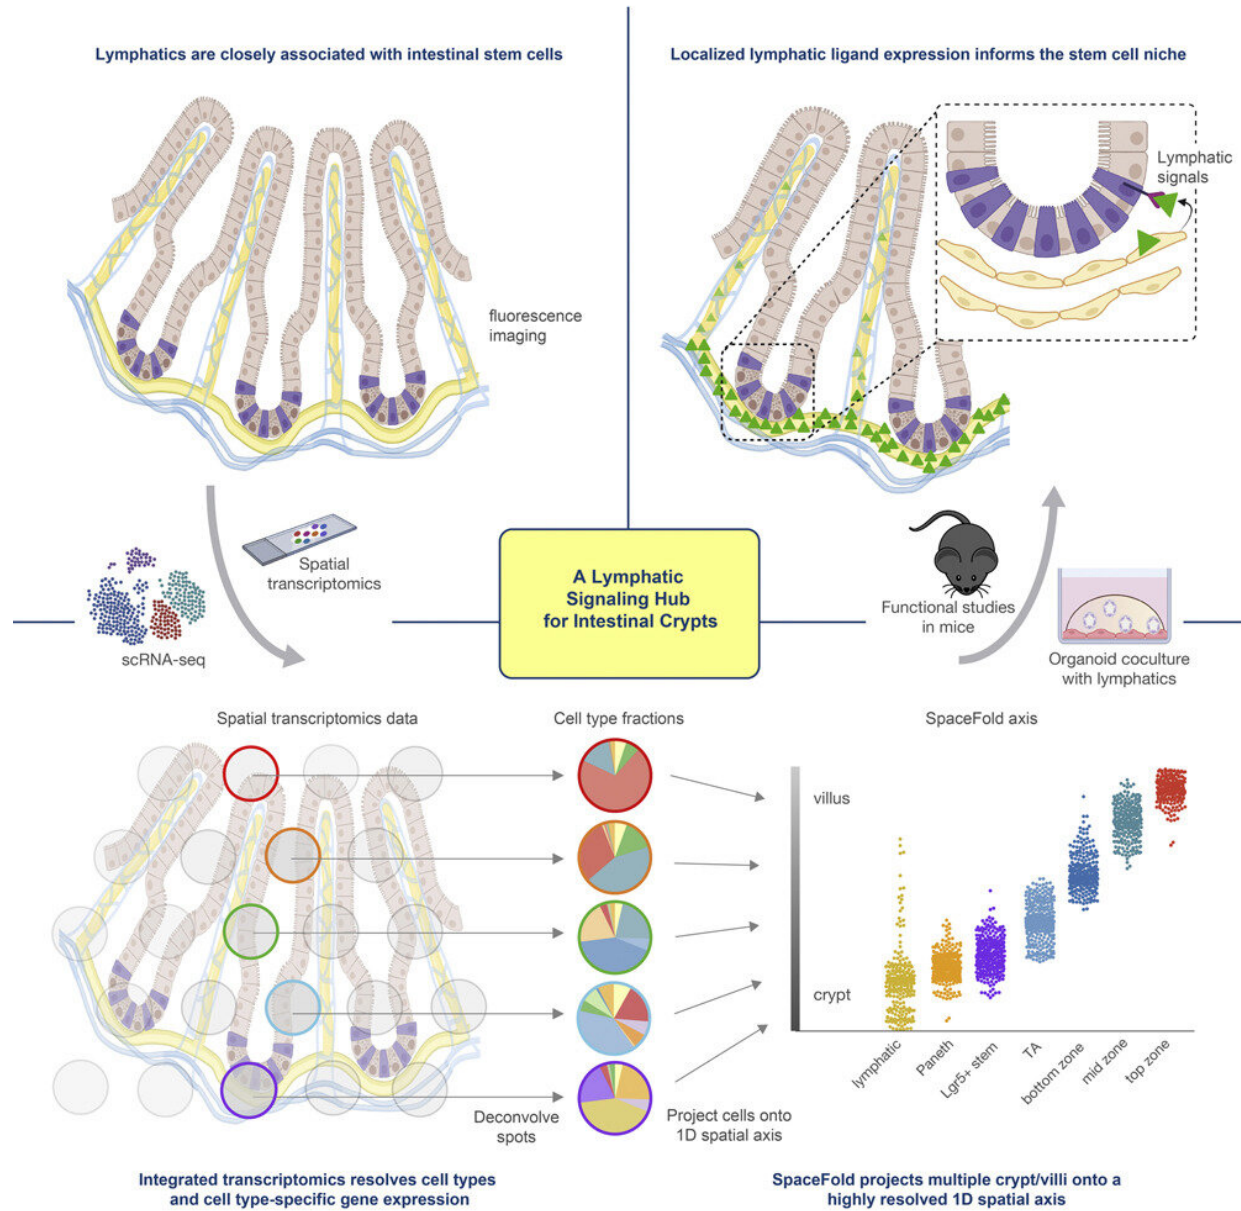 Lymphatics are closely associated with intestinal stem cells
Localized lymphatic ligand expression informs the stem cell niche
Lymphatic
signals
fluorescence
imaging
Spatial
transcriptomics
scRNA-seq
A Lymphatic
Signaling Hub
for Intestinal Crypts
Functional studies
in mice
Organoid coculture
with lymphatics
Spatial transcriptomics data
Cell type fractions
SpaceFold axis
villus
crypt
lymphatic
Paneth
Lgr5+ stem
TA
bottom zone
mid zone
top zone
Deconvolve
spots
Project cells onto
1D spatial axis
Integrated transcriptomics resolves cell types
and cell type-specific gene expression
SpaceFold projects multiple crypt/villi onto a
highly resolved 1D spatial axis